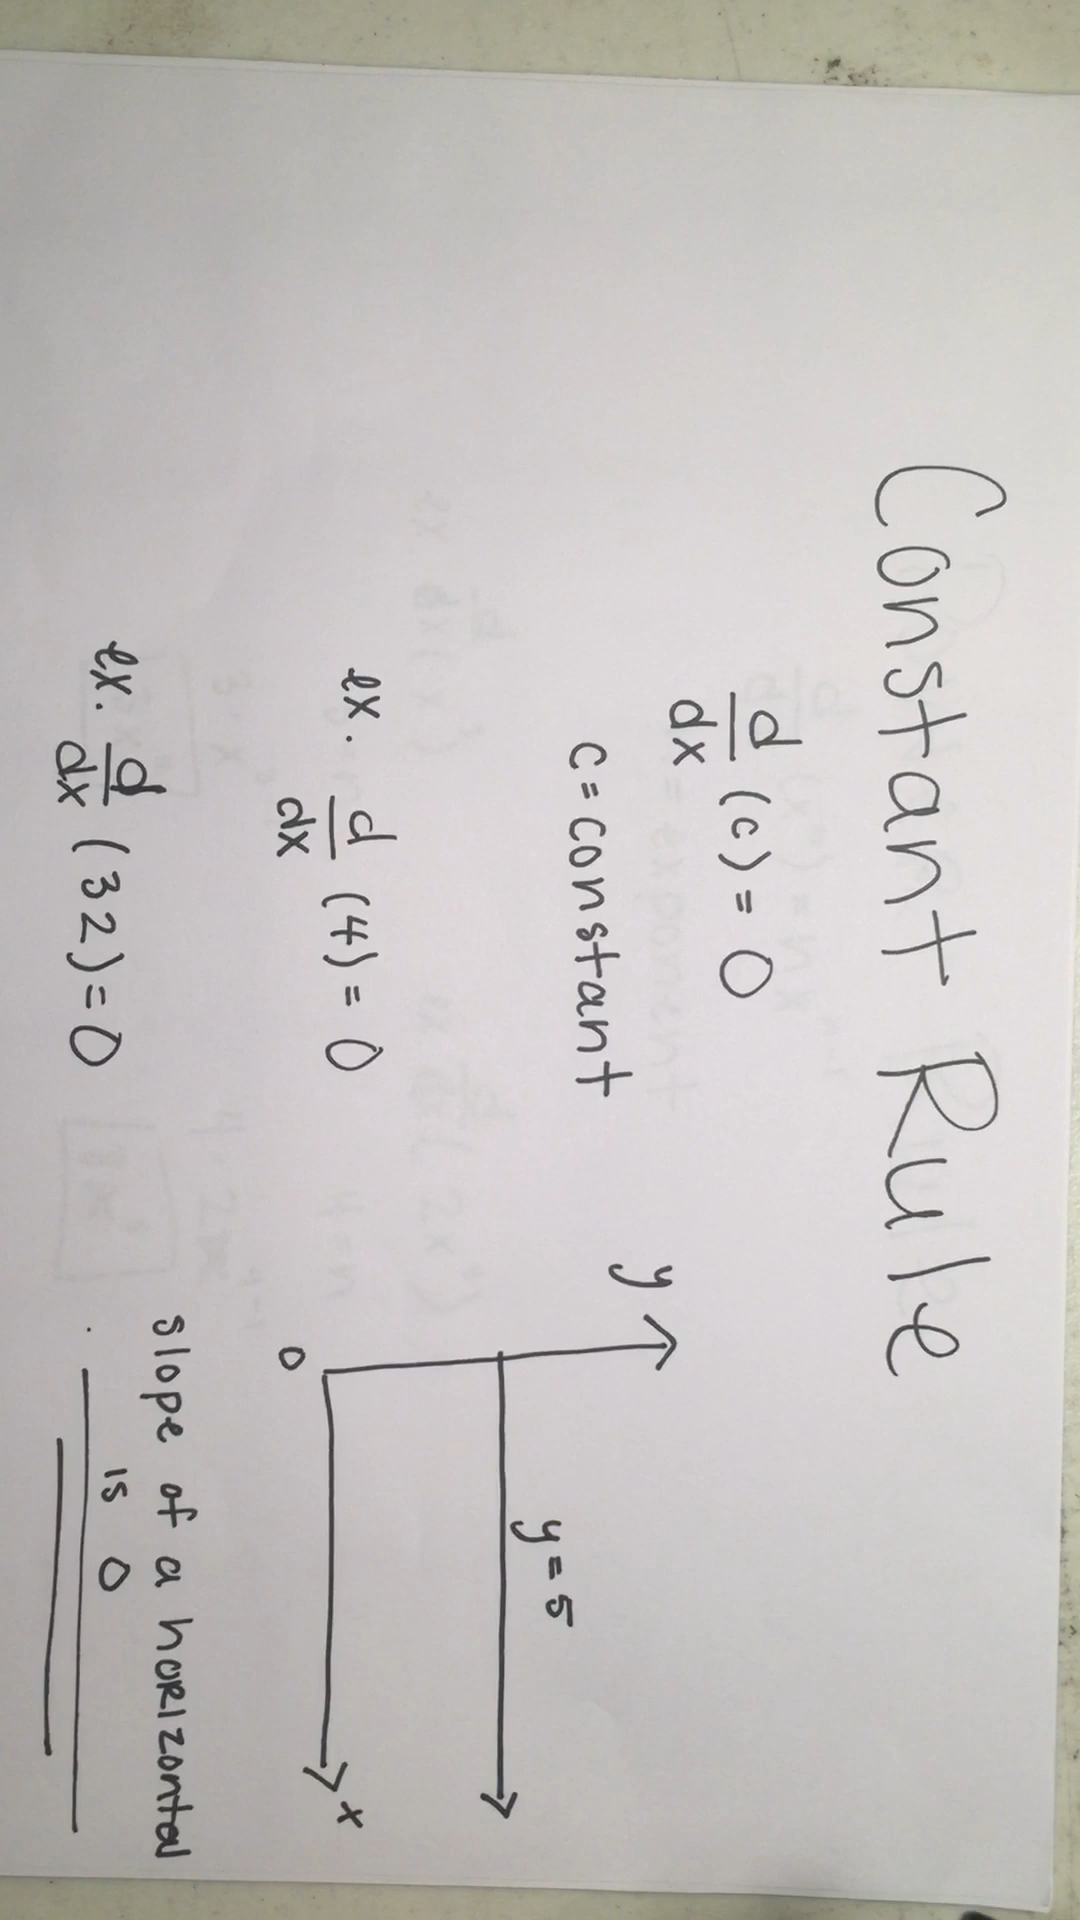 Constant Rule
d/dx (c) = 0
c = constant
ex. d/dx (4) = 0
ex. d/dx (32) = 0
y
y = 5
0
x
slope of a horizontal
is 0